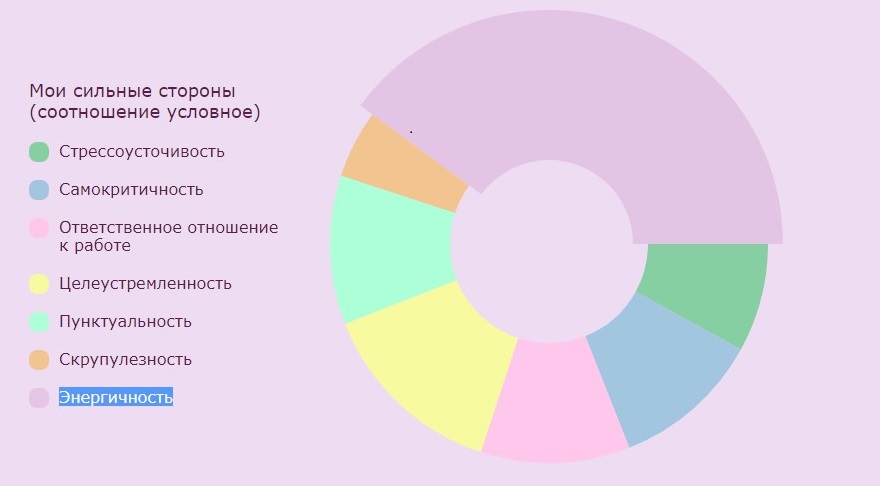 Мои сильные стороны
(соотношение условное)
Стрессоусточивость
Самокритичность
Ответственное отношение
к работе
Целеустремленность
Пунктуальность
Скрупулезность
Энергичность